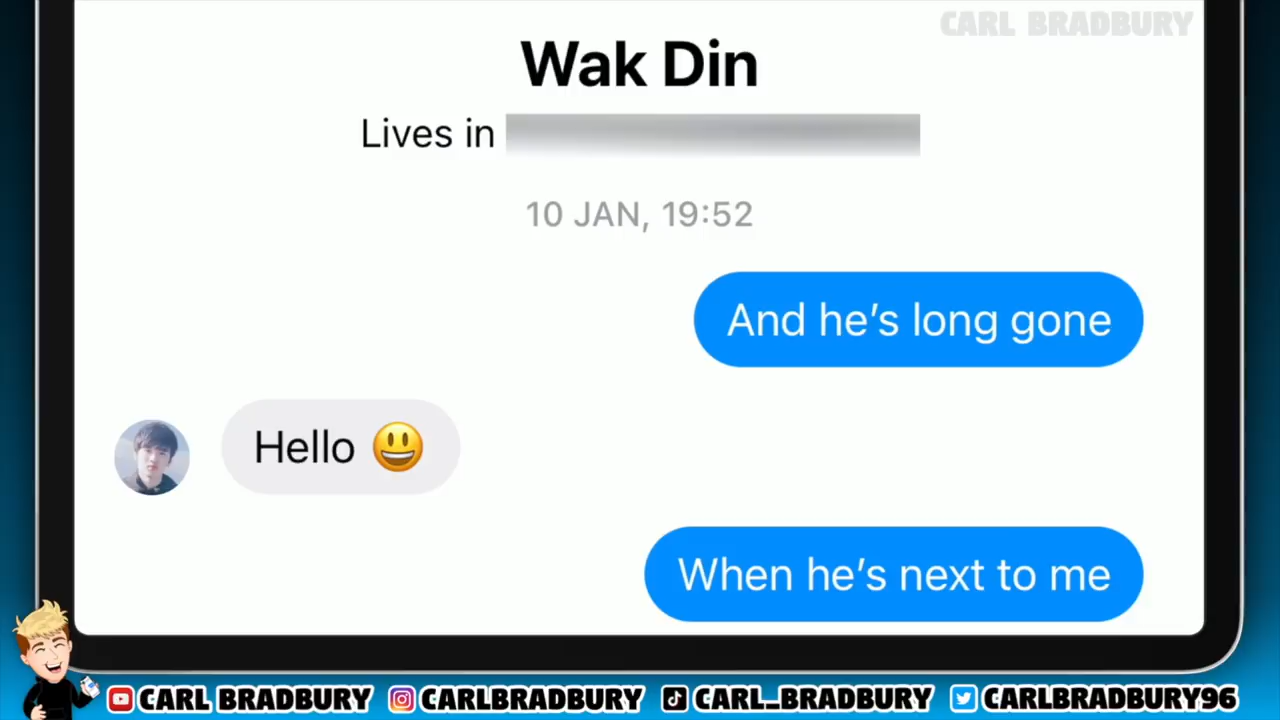 CARL BRADBURY
Wak Din
Lives in
10 JAN, 19:52
And he's long gone
Hello 😃
When he's next to me
CARL BRADBURY CARLBRADBURY CARL_BRADBURY CARLBRADBURY96